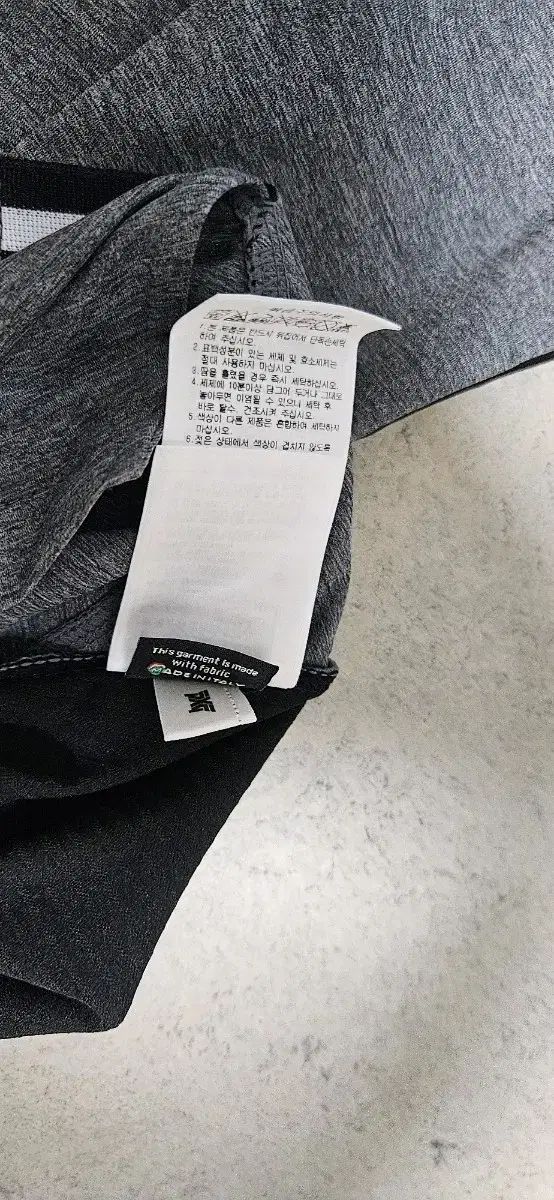 1. 본 제품은 반드시 뒤집어서 단독손세탁
하여 주십시오.
2. 표백성분이 있는 세제 및 효소세제는
절대 사용하지 마십시오.
3. 땀을 흘렸을 경우 즉시 세탁하십시오.
4. 세제에 10분이상 담그어 두거나 그대로
놓아두면 이염될 수 있으니 세탁 후
바로 탈수, 건조시켜 주십시오.
5. 색상이 다른 제품은 혼합하여 세탁하지
마십시오.
6. 젖은 상태에서 색상이 겹치지 않도록
This garment is made
with fabric
MADE IN ITALY